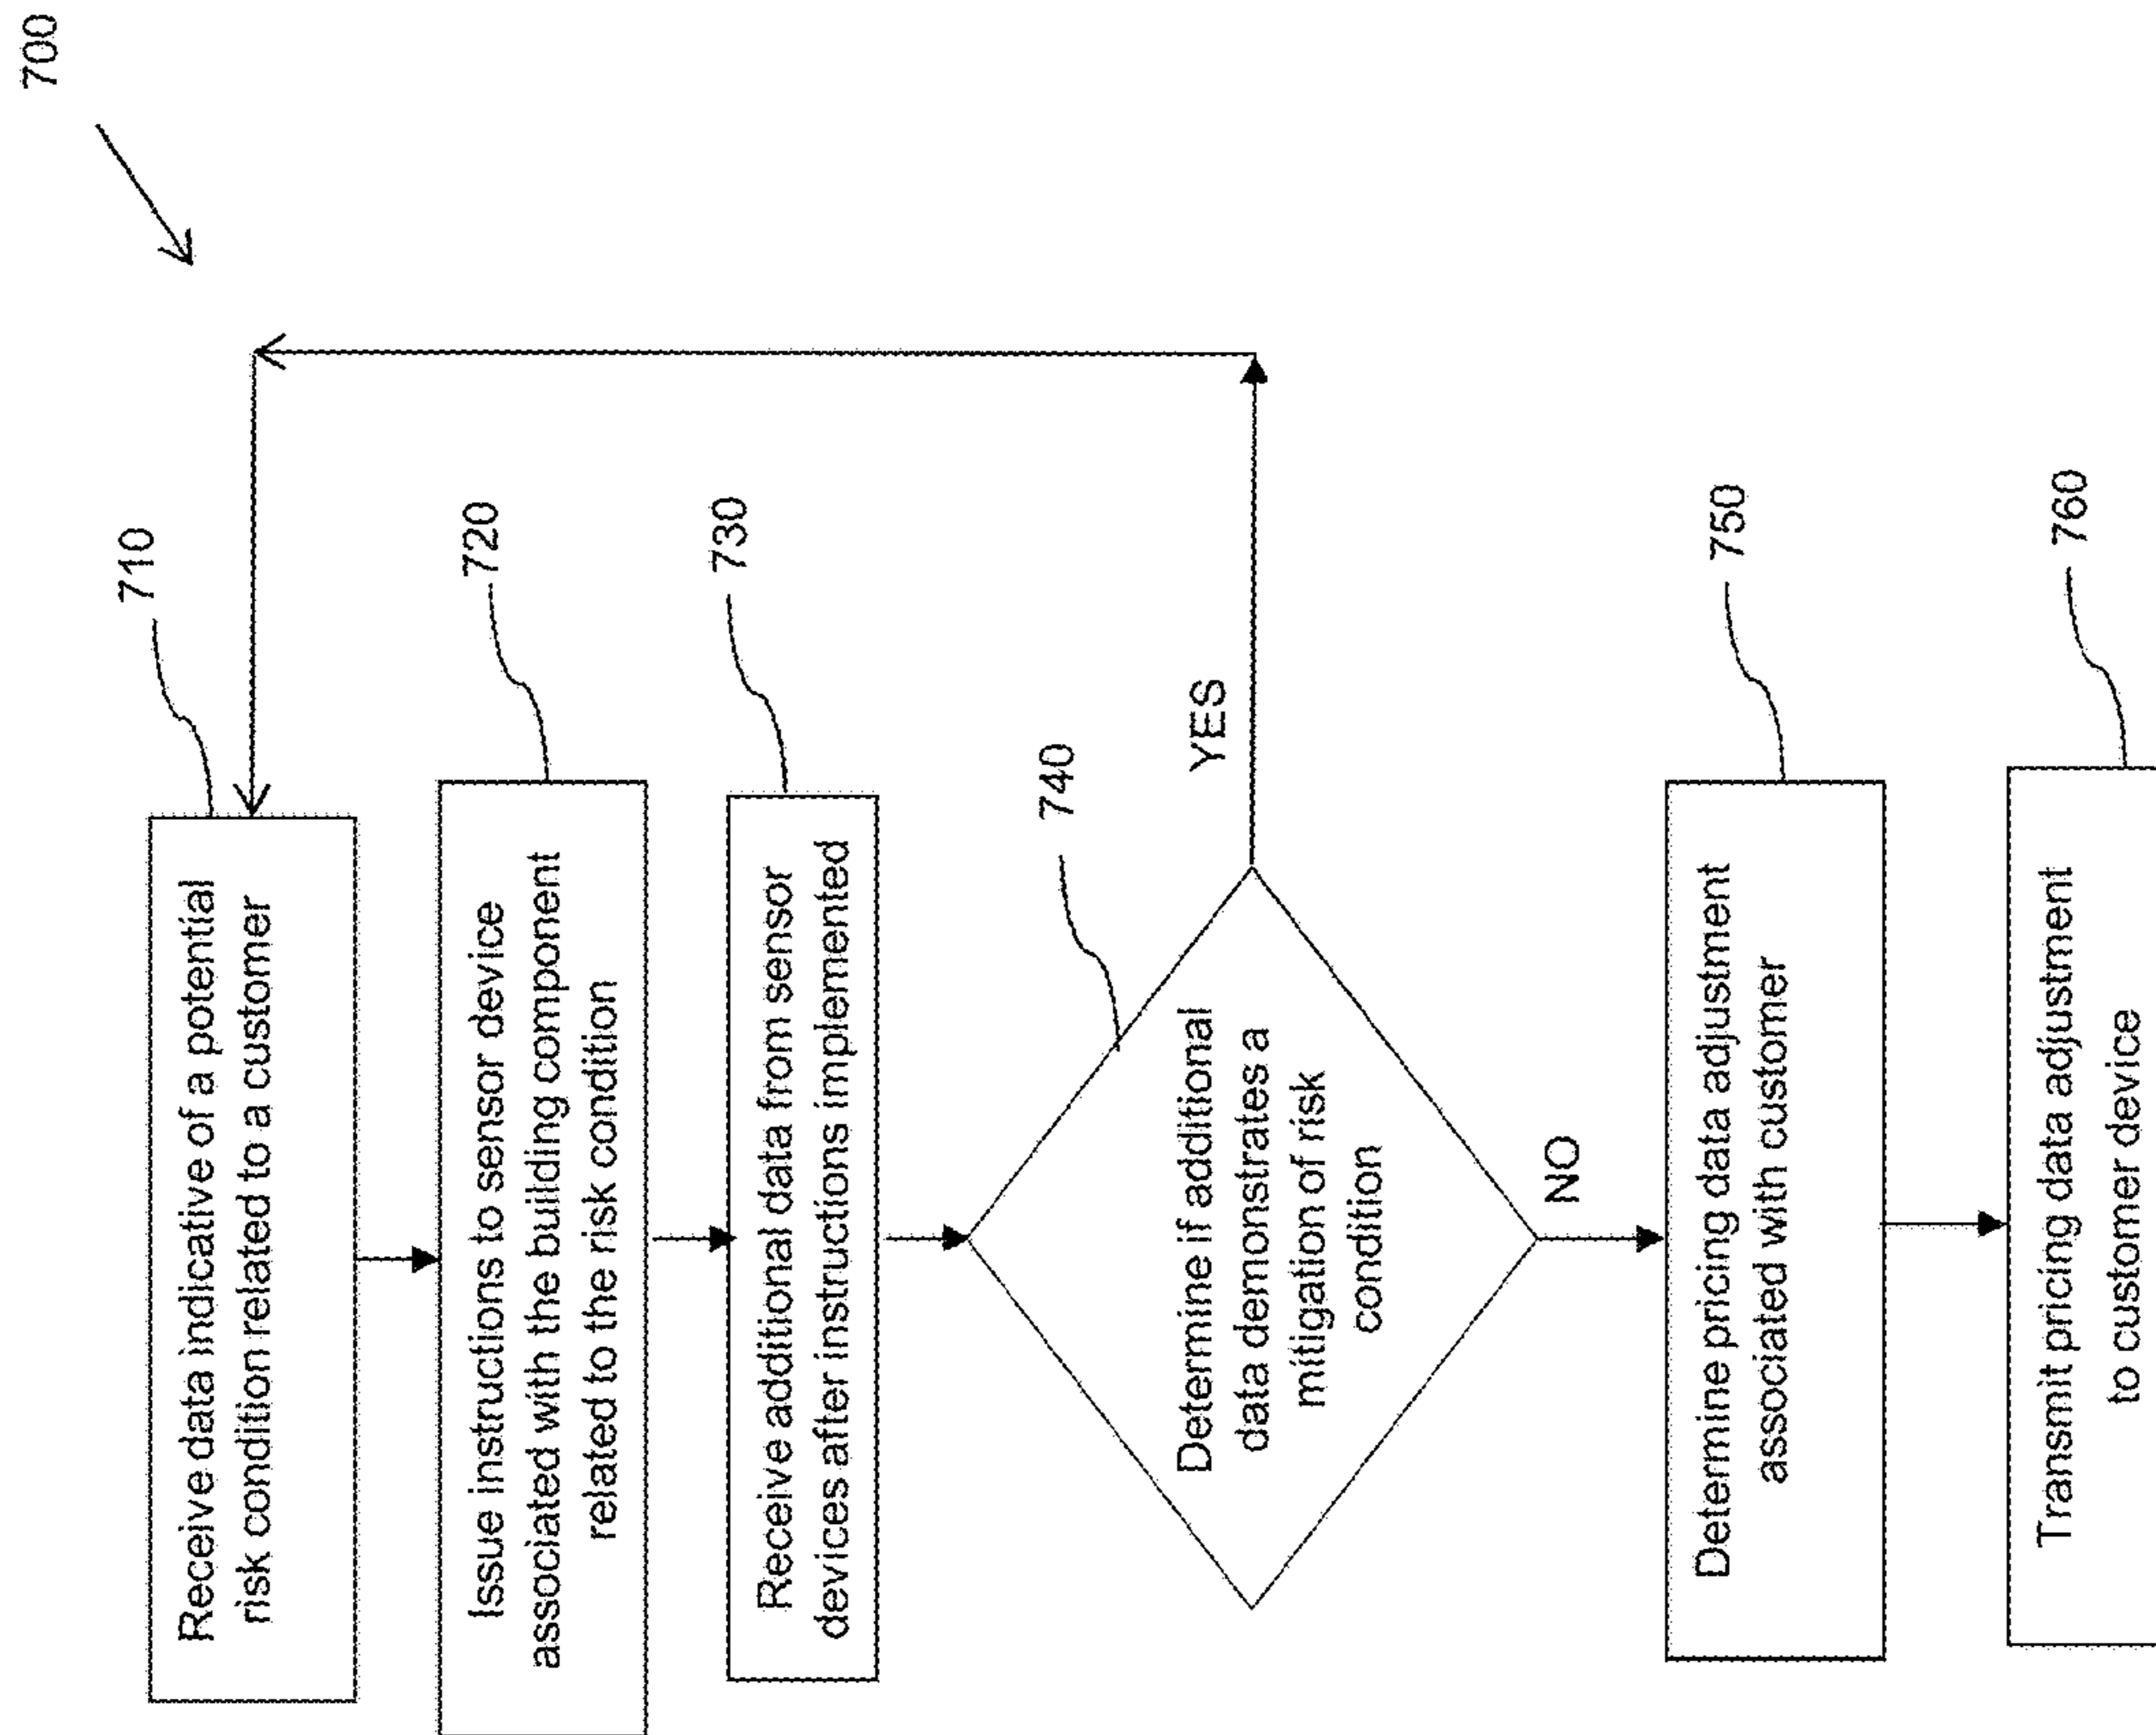 700
710
Receive data indicative of a potential
risk condition related to a customer
720
Issue instructions to sensor device
associated with the building component
related to the risk condition
730
Receive additional data from sensor
devices after instructions implemented
740
Determine if additional
data demonstrates a
mitigation of risk
condition
YES
NO
750
Determine pricing data adjustment
associated with customer
760
Transmit pricing data adjustment
to customer device